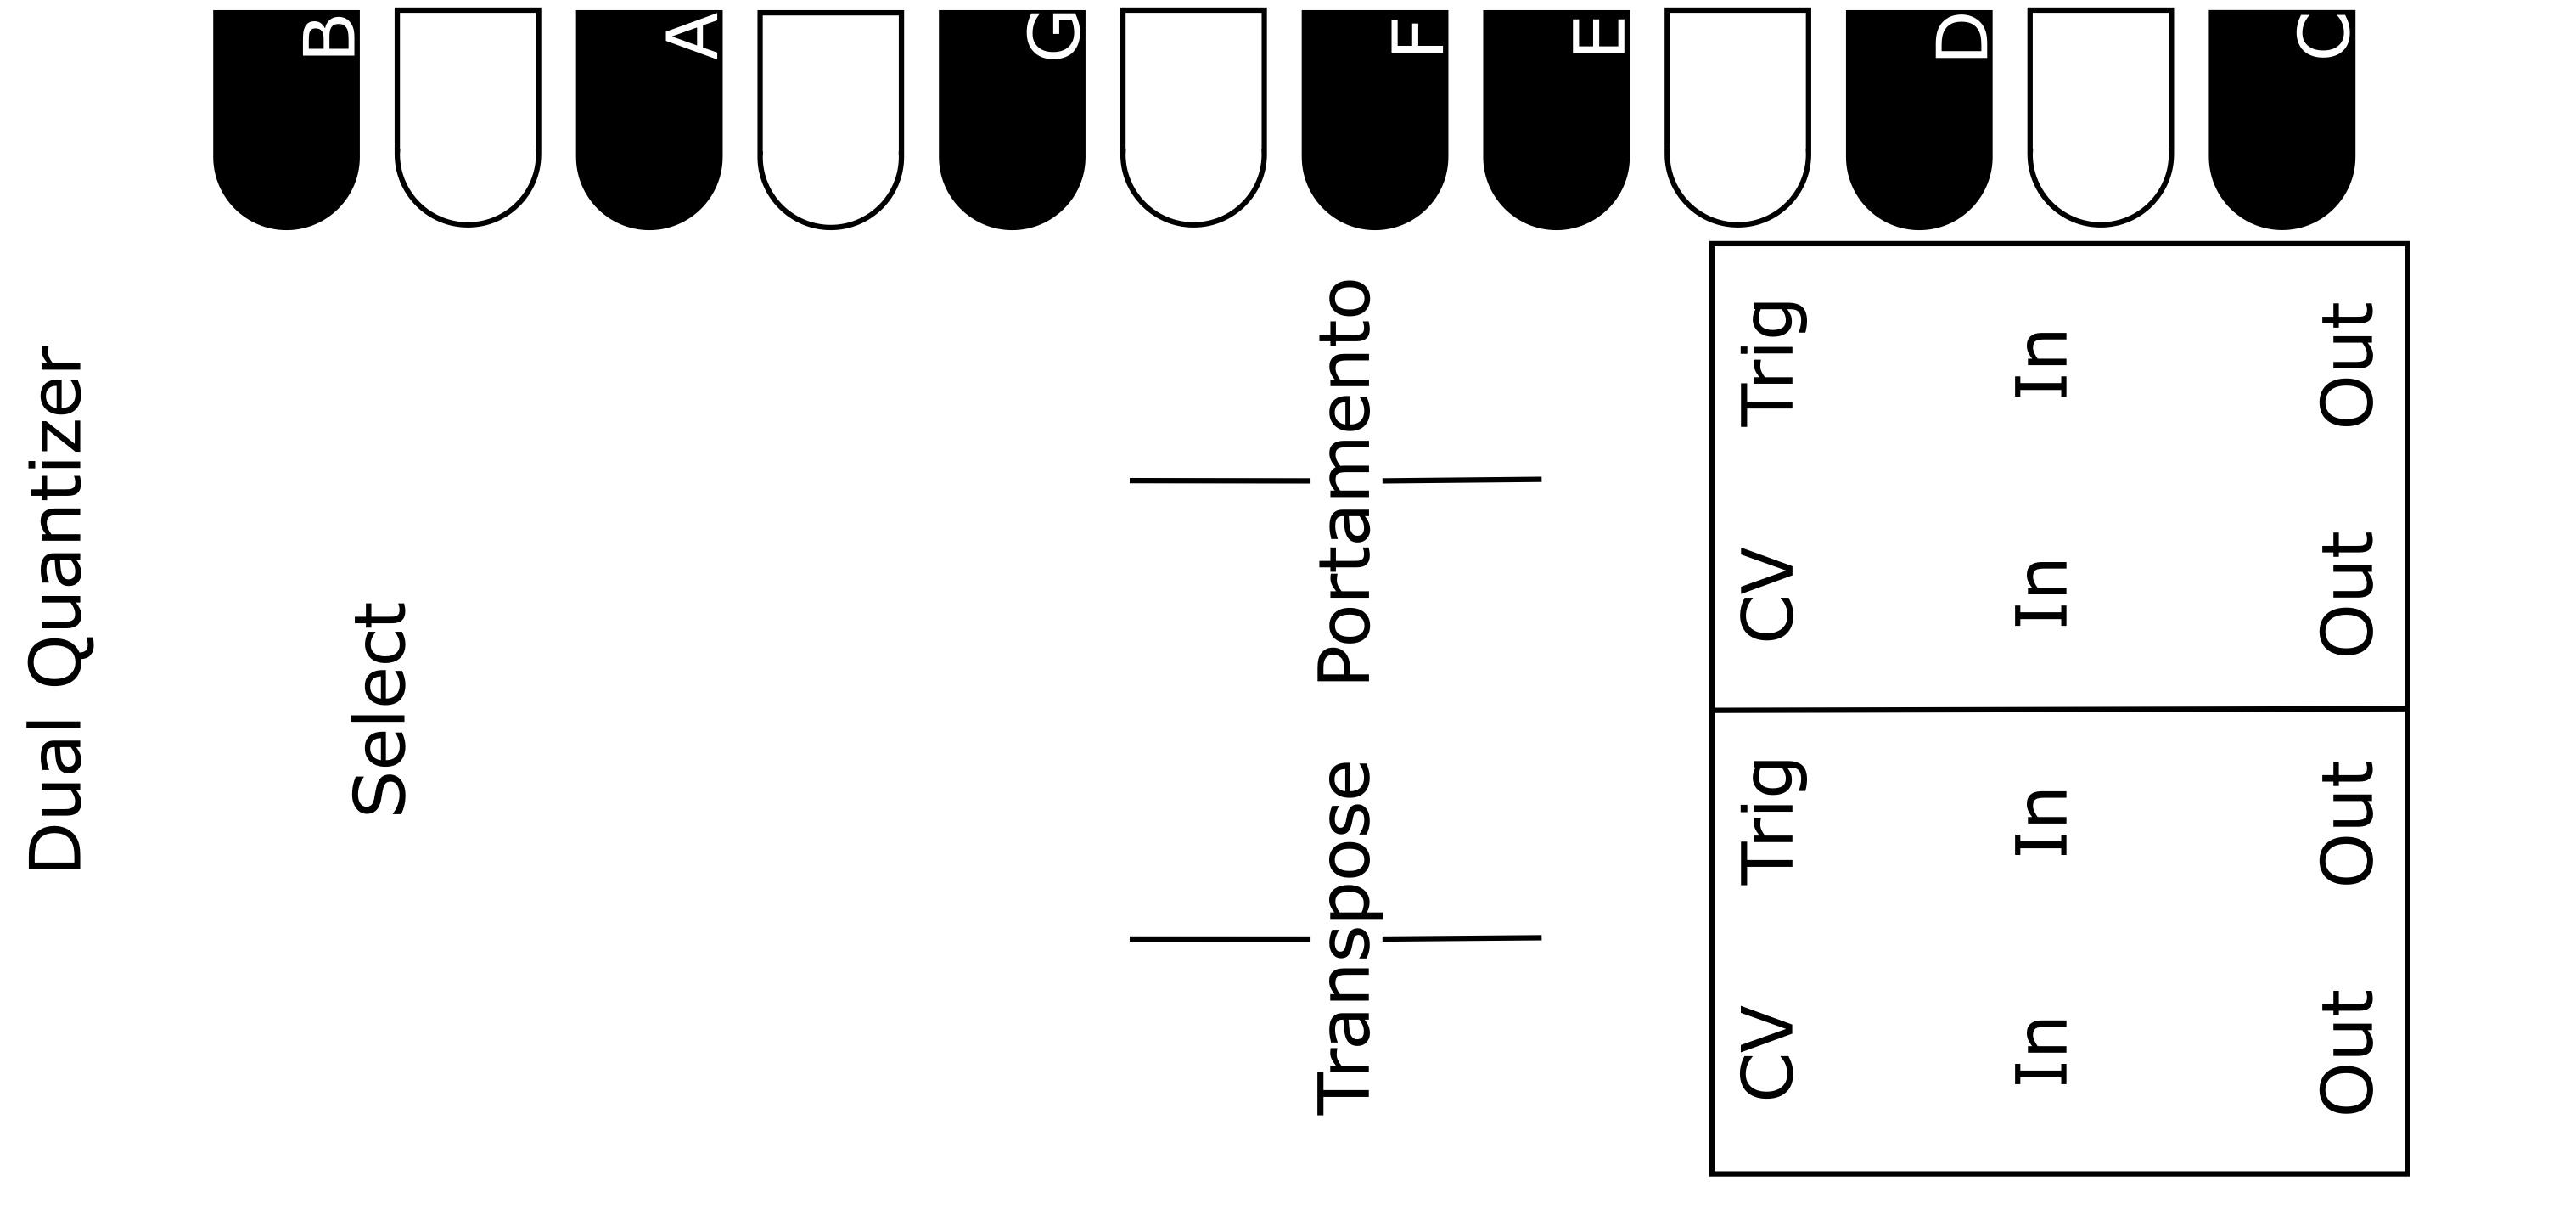 Dual Quantizer
B
Select
A
G
Transpose Portamento
F
E
CV Trig CV Trig
D
In In In In
C
Out Out Out Out